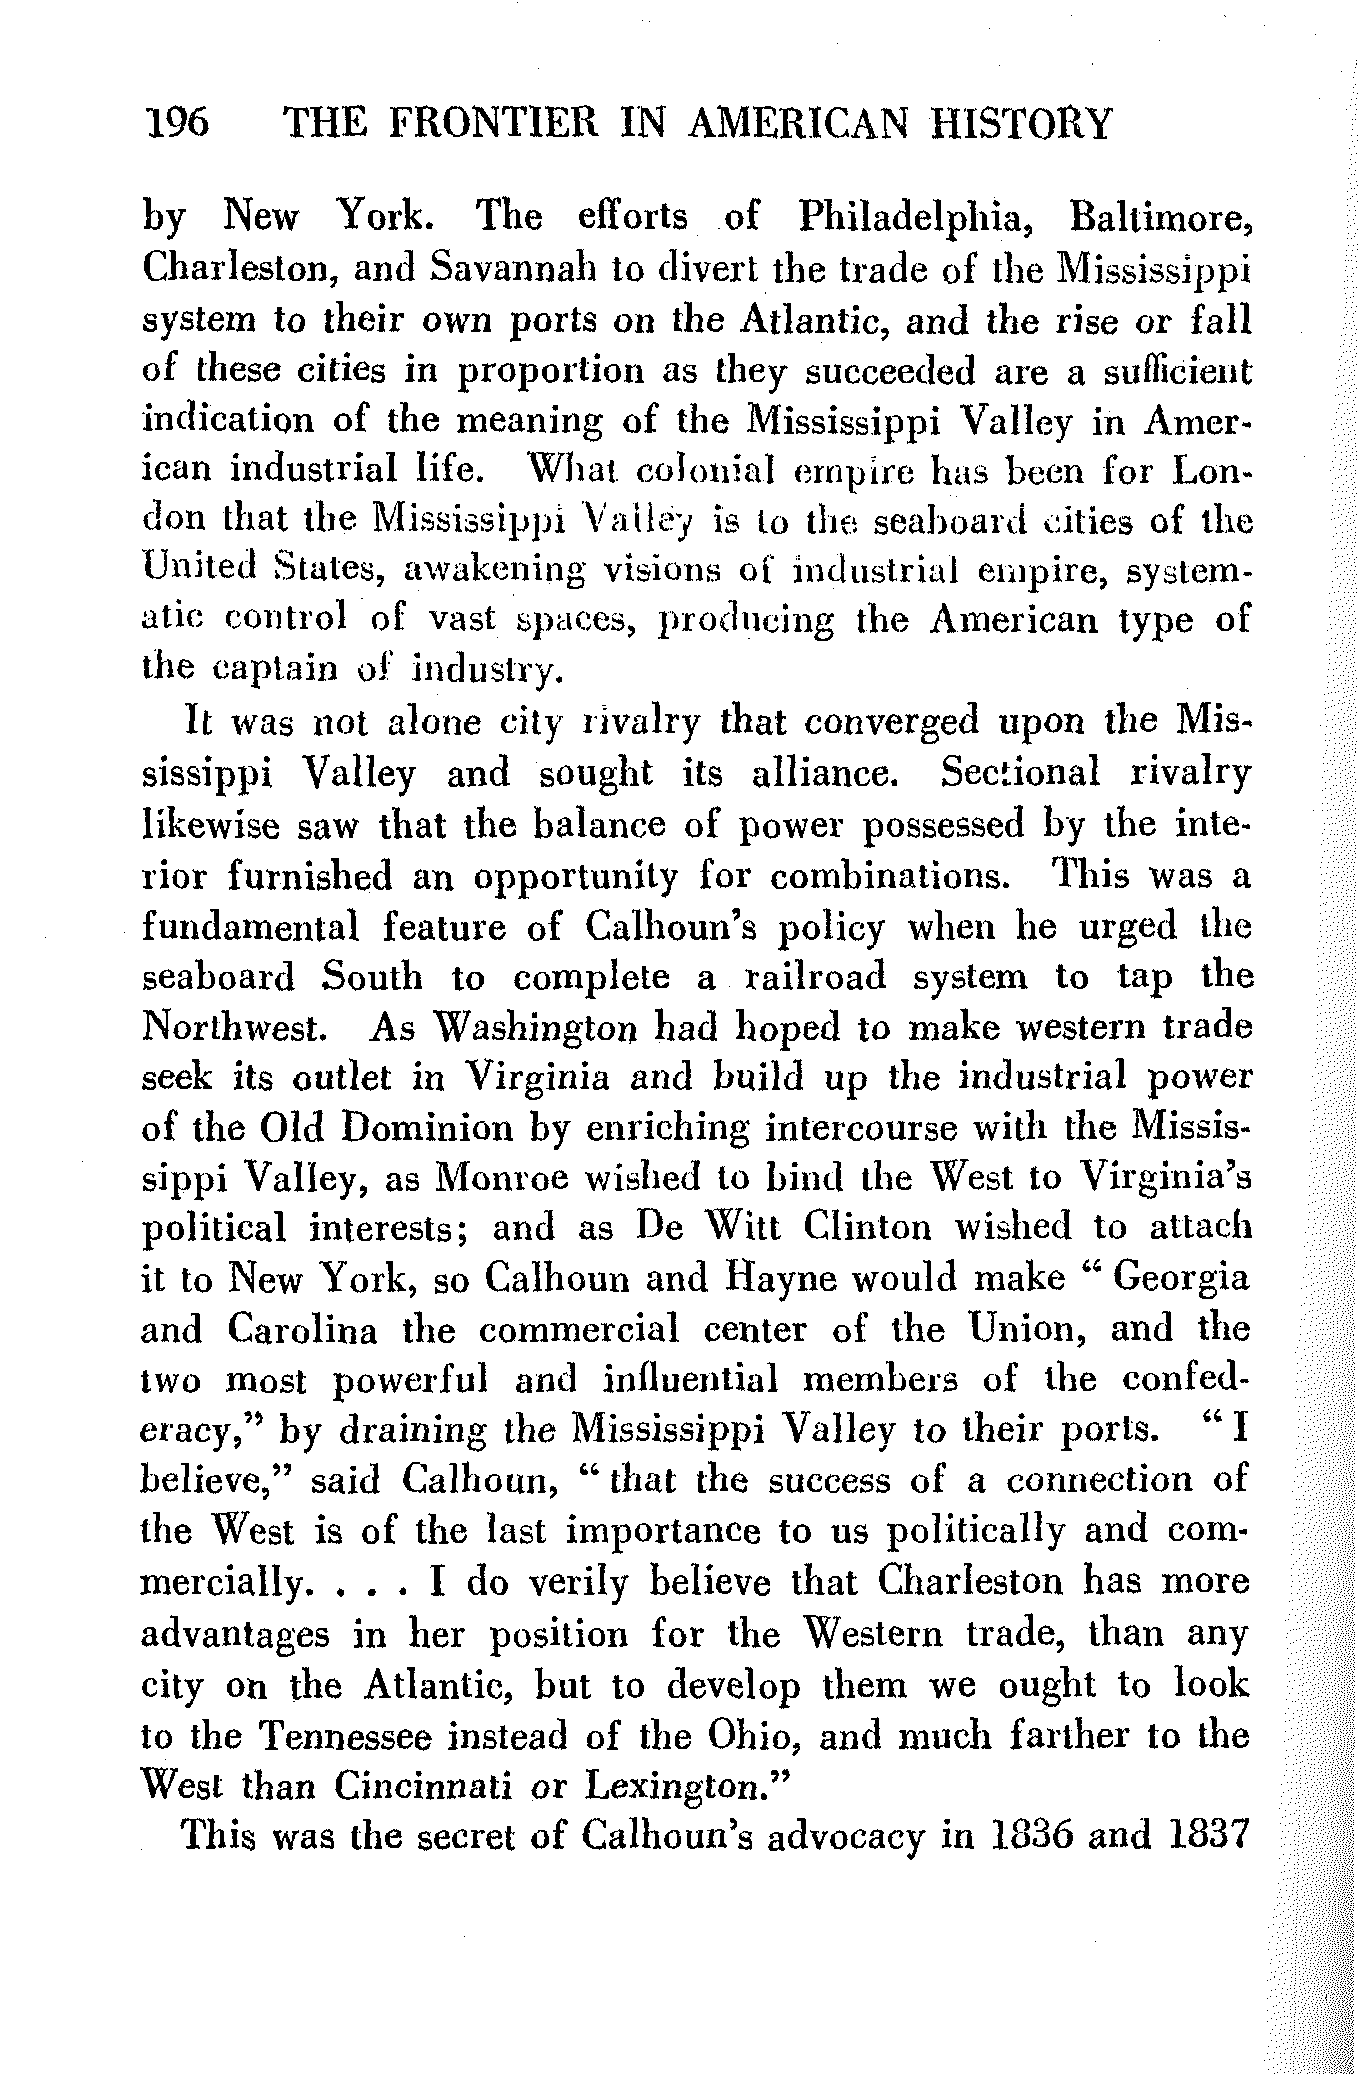 196 THE FRONTIER IN AMERICAN HISTORY
by New York. The efforts of Philadelphia, Baltimore,
Charleston, and Savannah to divert the trade of the Mississippi
system to their own ports on the Atlantic, and the rise or fall
of these cities in proportion as they succeeded are a sufficient
indication of the meaning of the Mississippi Valley in Amer-
ican industrial life. What colonial empire has been for Lon-
don that the Mississippi Valley is to the seaboard cities of the
United States, awakening visions of industrial empire, system-
atic control of vast spaces, producing the American type of
the captain of industry.
It was not alone city rivalry that converged upon the Mis-
sissippi Valley and sought its alliance. Sectional rivalry
likewise saw that the balance of power possessed by the inte-
rior furnished an opportunity for combinations. This was a
fundamental feature of Calhoun's policy when he urged the
seaboard South to complete a railroad system to tap the
Northwest. As Washington had hoped to make western trade
seek its outlet in Virginia and build up the industrial power
of the Old Dominion by enriching intercourse with the Missis-
sippi Valley, as Monroe wished to bind the West to Virginia's
political interests; and as De Witt Clinton wished to attach
it to New York, so Calhoun and Hayne would make " Georgia
and Carolina the commercial center of the Union, and the
two most powerful and influential members of the confed-
eracy," by draining the Mississippi Valley to their ports. " I
believe," said Calhoun, " that the success of a connection of
the West is of the last importance to us politically and com-
mercially. . . . I do verily believe that Charleston has more
advantages in her position for the Western trade, than any
city on the Atlantic, but to develop them we ought to look
to the Tennessee instead of the Ohio, and much farther to the
West than Cincinnati or Lexington."
This was the secret of Calhoun's advocacy in 1836 and 1837